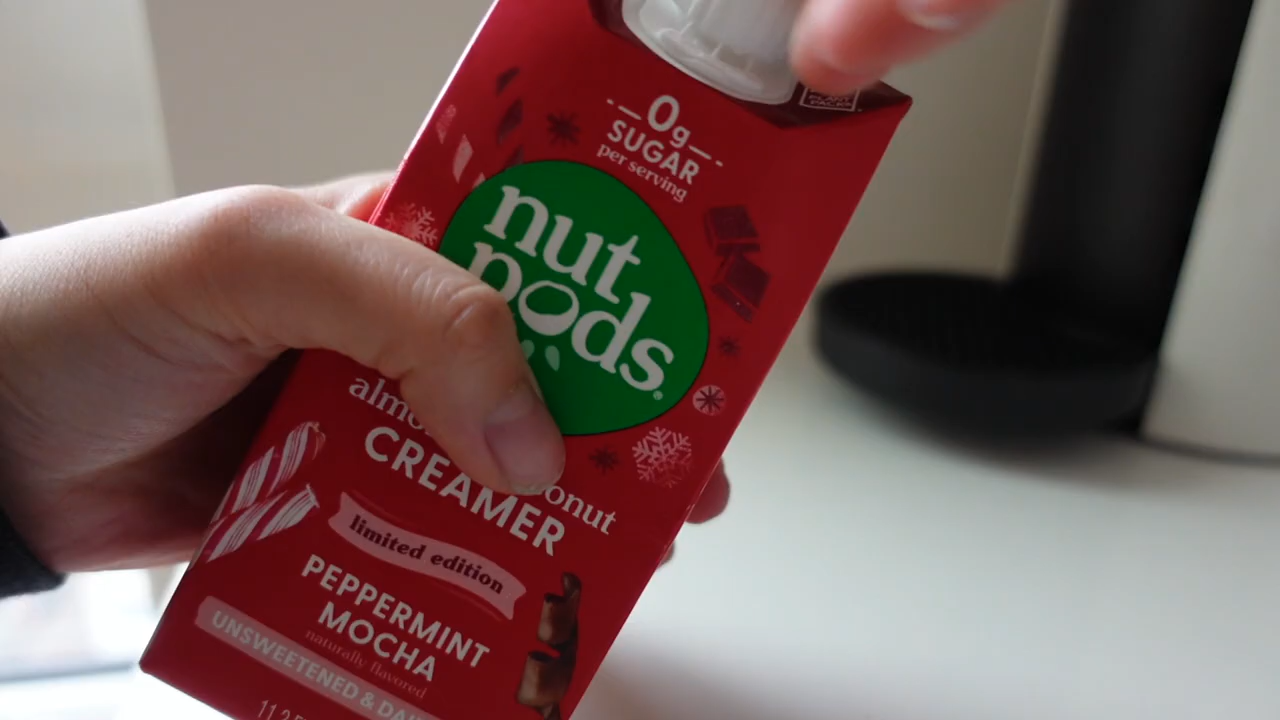 0g
SUGAR
per serving
nut
pods
CREAMER
limited edition
PEPPERMINT
MOCHA
naturally flavored
UNSWEETENED &